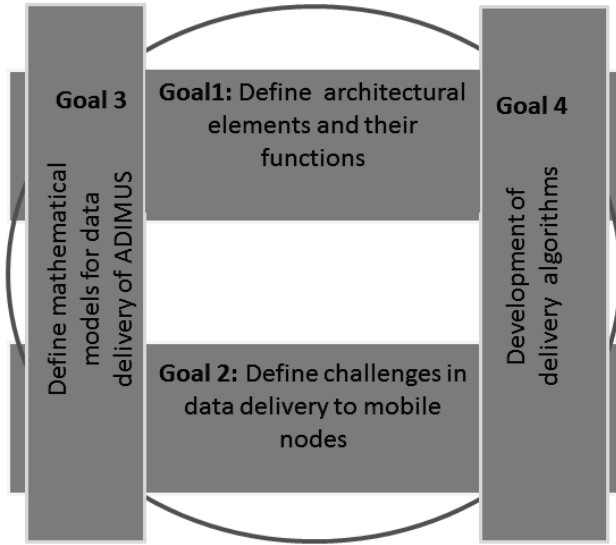 Goal 3
Define mathematical
models for data
delivery of ADIMUS
Goal1: Define architectural
elements and their
functions
Goal 2: Define challenges in
data delivery to mobile
nodes
Goal 4
Development of
delivery algorithms